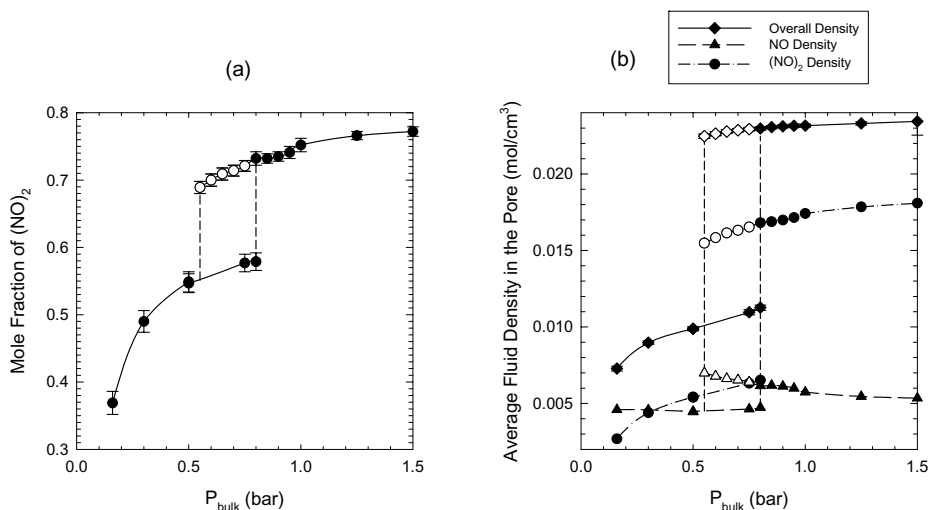 Overall Density
NO Density
(NO)2 Density
(a)
(b)
Mole Fraction of (NO)2
0.8
0.7
0.6
0.5
0.4
0.3
0.0
0.5
1.0
1.5
Pbulk (bar)
Average Fluid Density in the Pore (mol/cm3)
0.020
0.015
0.010
0.005
0.0
0.5
1.0
1.5
Pbulk (bar)